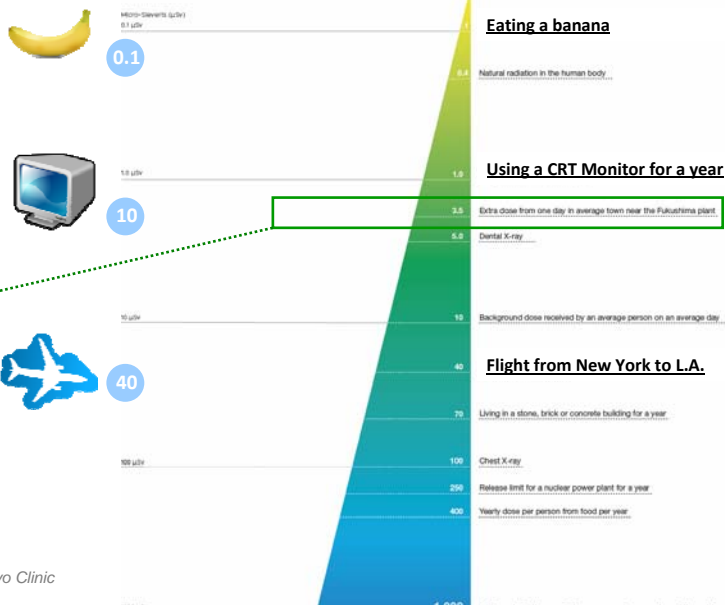 Micro-Sieverts (µSv)
0.1 µSv
Eating a banana
0.1
0.4 Natural radiation in the human body
1.0 µSv
1.0
Using a CRT Monitor for a year
10
3.5 Extra dose from one day in average town near the Fukushima plant
5.0 Dental X-ray
10 µSv
10 Background dose received by an average person on an average day
40
Flight from New York to L.A.
40
70 Living in a stone, brick or concrete building for a year
100 µSv
100 Chest X-ray
250 Release limit for a nuclear power plant for a year
400 Yearly dose per person from food per year
yo Clinic